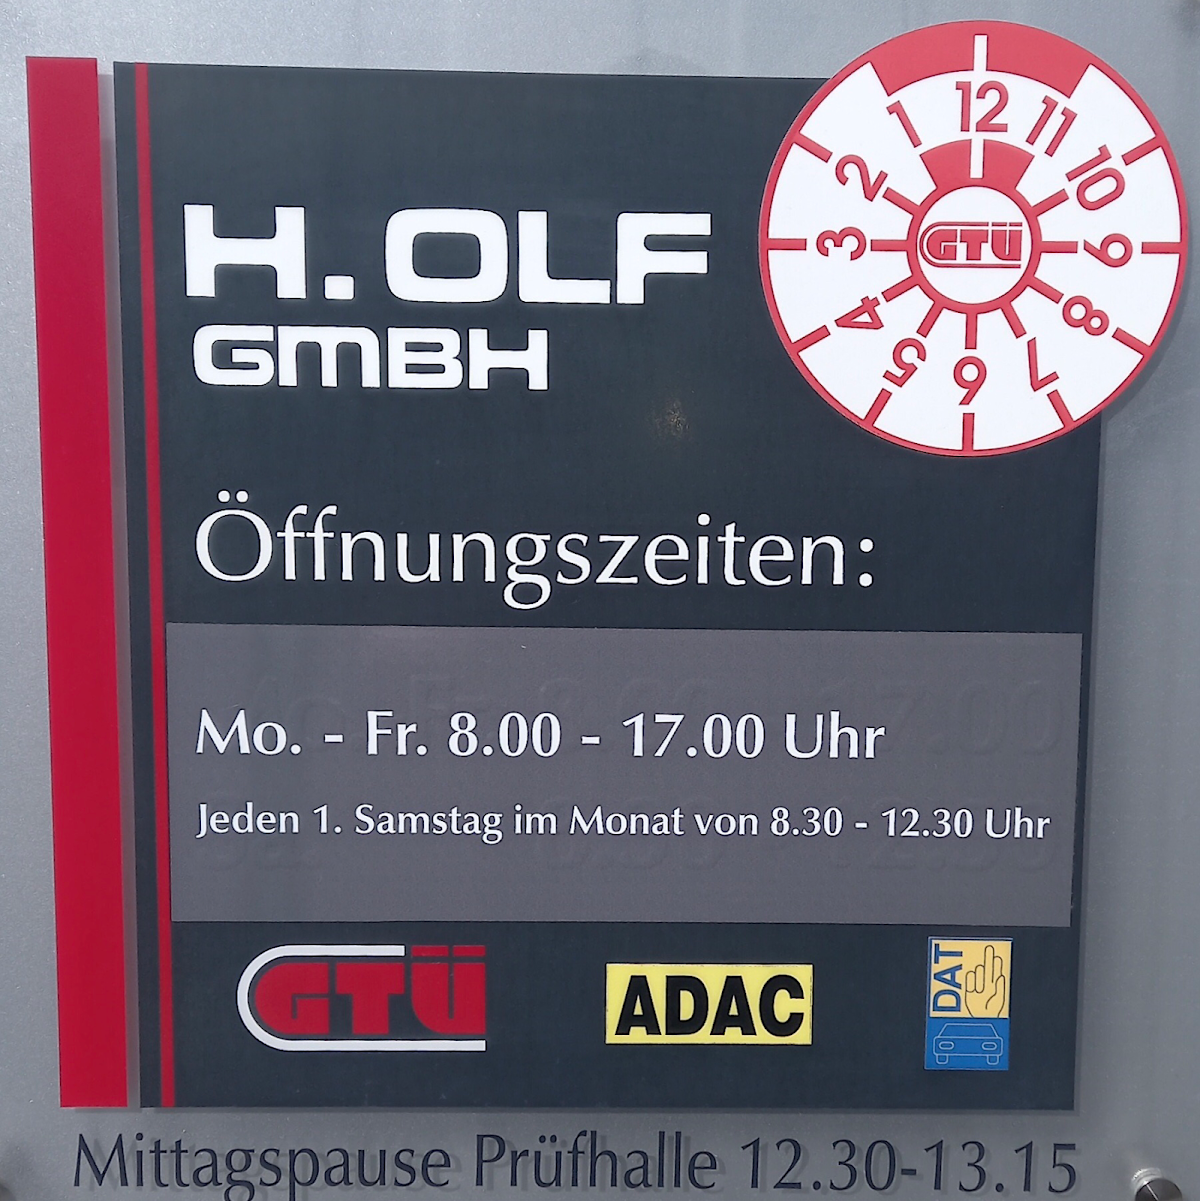 H. OLF
GMBH
12
11
10
9
8
7
6
5
4
3
2
1
GTÜ
Öffnungszeiten:
Mo. - Fr. 8.00 - 17.00 Uhr
Jeden 1. Samstag im Monat von 8.30 - 12.30 Uhr
GTÜ
ADAC
DAT
Mittagspause Prüfhalle 12.30-13.15